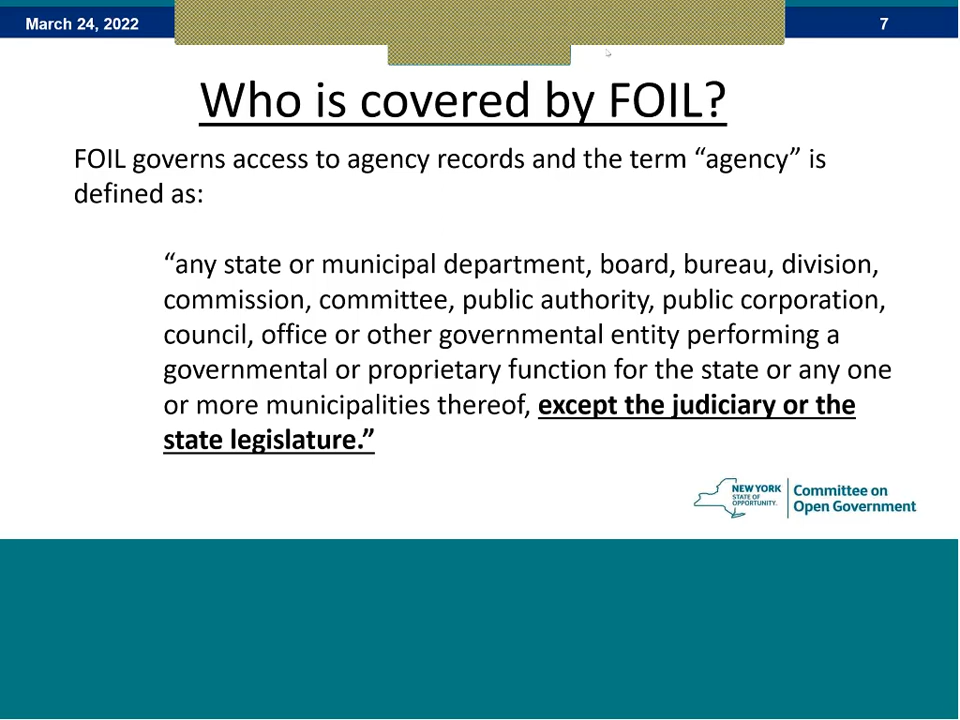 March 24, 2022
7
Who is covered by FOIL?
FOIL governs access to agency records and the term “agency” is
defined as:
“any state or municipal department, board, bureau, division,
commission, committee, public authority, public corporation,
council, office or other governmental entity performing a
governmental or proprietary function for the state or any one
or more municipalities thereof, except the judiciary or the
state legislature.”
NEW YORK
STATE OF
OPPORTUNITY.
Committee on
Open Government